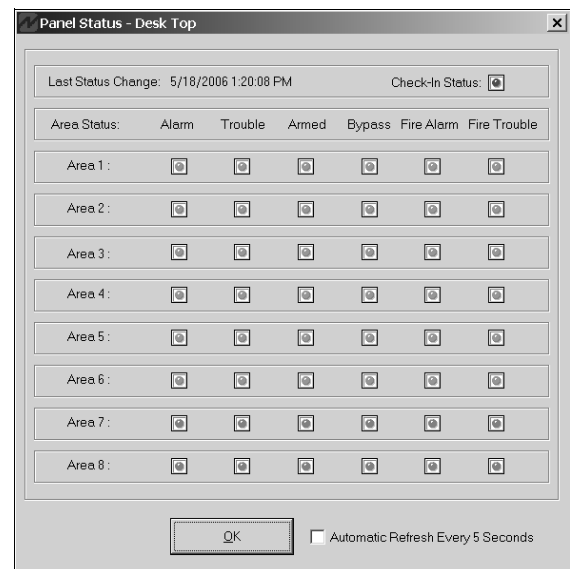 Panel Status - Desk Top
Last Status Change: 5/18/2006 1:20:08 PM Check-In Status:
Area Status: Alarm Trouble Armed Bypass Fire Alarm Fire Trouble
Area 1 :
Area 2 :
Area 3 :
Area 4 :
Area 5 :
Area 6 :
Area 7 :
Area 8 :
OK Automatic Refresh Every 5 Seconds